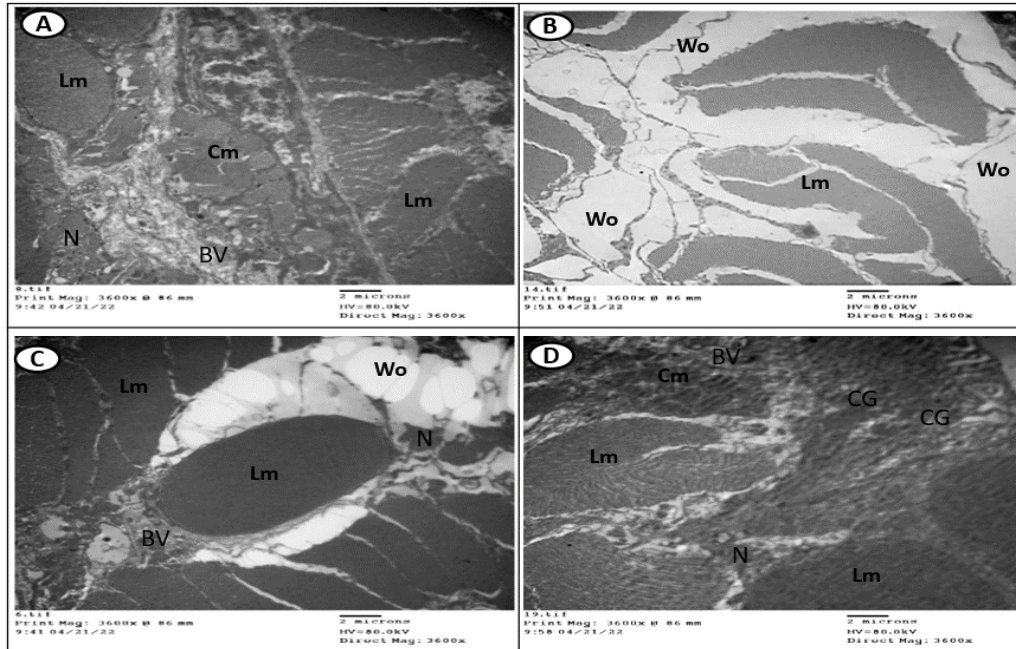 A
Lm
Cm
Lm
N
BV
8.tif
Print Mag: 3600x @ 86 mm
9:42 04/21/22
2 microns
HV=80.0kV
Direct Mag: 3600x
B
Wo
Wo
Lm
Wo
14.tif
Print Mag: 3600x @ 86 mm
9:51 04/21/22
2 microns
HV=80.0kV
Direct Mag: 3600x
C
Wo
Lm
N
Lm
BV
6.tif
Print Mag: 3600x @ 86 mm
9:41 04/21/22
2 microns
HV=80.0kV
Direct Mag: 3600x
D
BV
Cm
CG
CG
Lm
N
Lm
19.tif
Print Mag: 3600x @ 86 mm
9:58 04/21/22
2 microns
HV=80.0kV
Direct Mag: 3600x